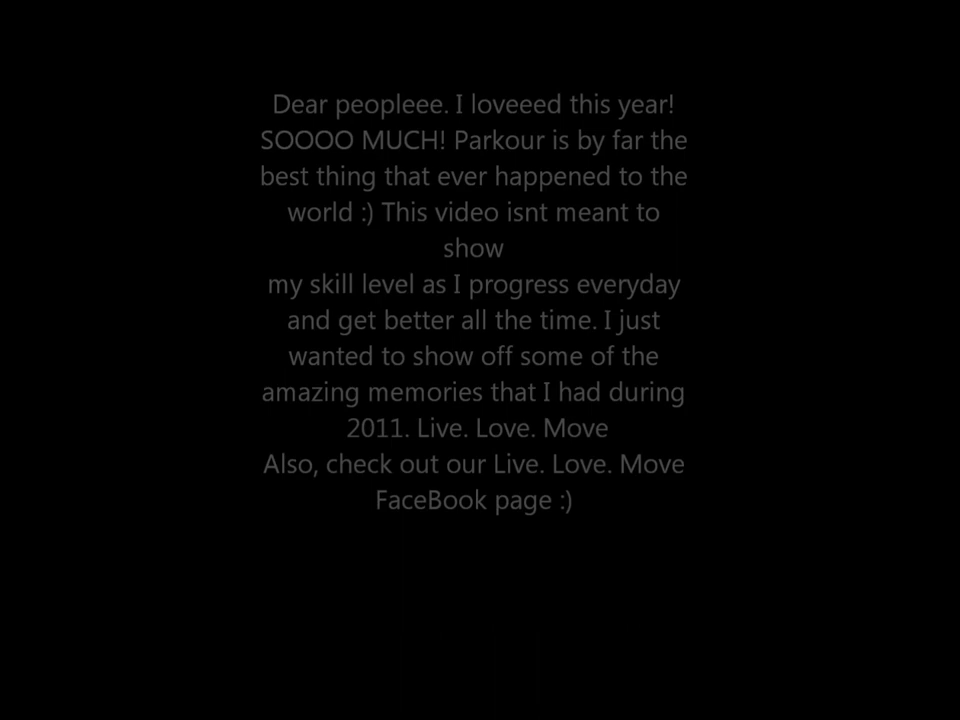 Dear peopleee. I loveeed this year!
SOOOO MUCH! Parkour is by far the
best thing that ever happened to the
world :) This video isnt meant to
show
my skill level as I progress everyday
and get better all the time. I just
wanted to show off some of the
amazing memories that I had during
2011. Live. Love. Move
Also, check out our Live. Love. Move
FaceBook page :)